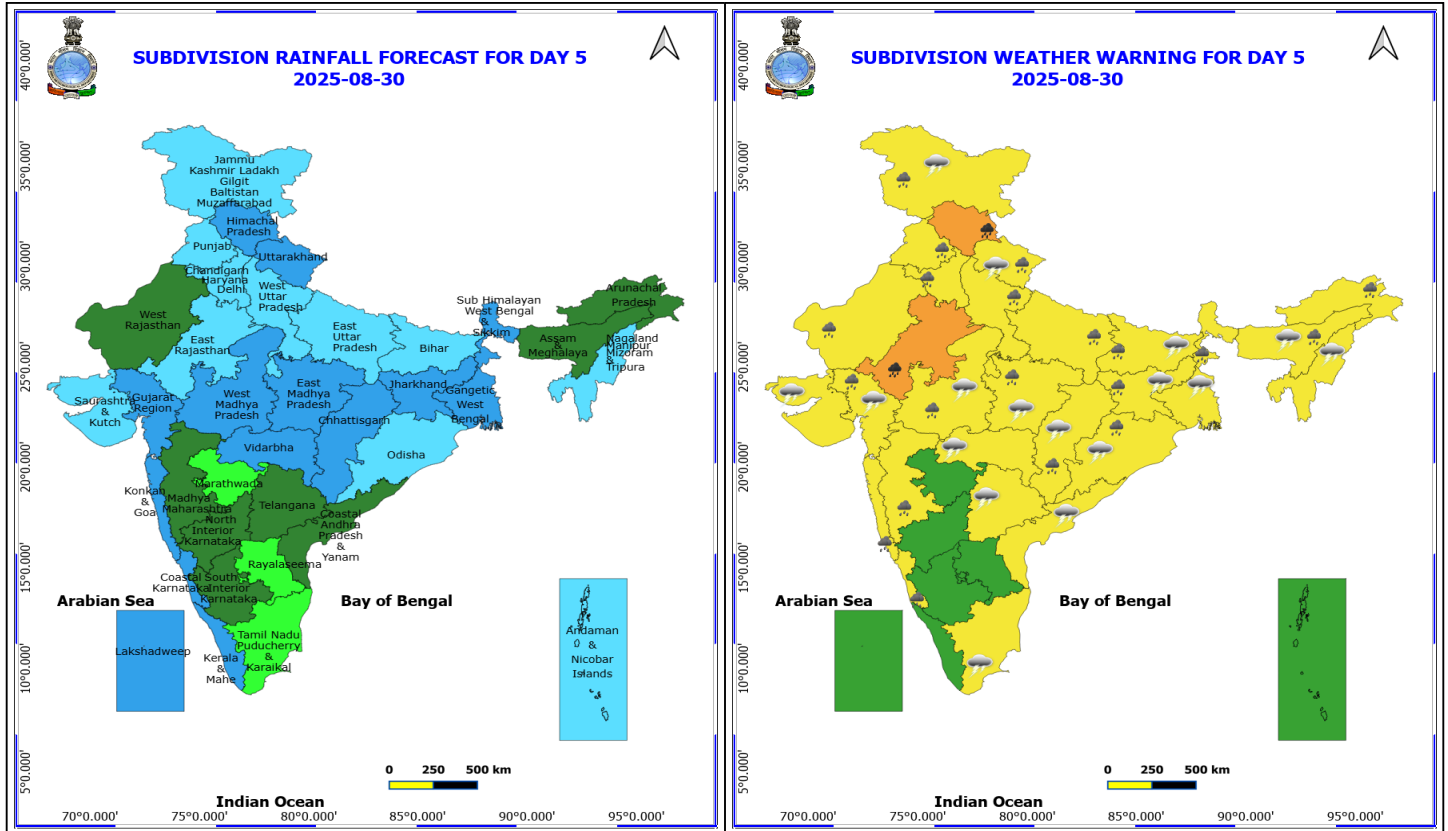 SUBDIVISION RAINFALL FORECAST FOR DAY 5
2025-08-30
40°0.000'
35°0.000'
30°0.000'
25°0.000'
20°0.000'
15°0.000'
10°0.000'
5°0.000'
Jammu
Kashmir Ladakh
Gilgit
Baltistan
Muzaffarabad
Himachal
Pradesh
Punjab
Uttarakhand
Chandigarh
Haryana
Delhi
West
Uttar
Pradesh
West
Rajasthan
East
Rajasthan
East
Uttar
Pradesh
Bihar
Sub Himalayan
West Bengal
&
Sikkim
Arunachal
Pradesh
Assam
&
Meghalaya
Nagaland
Manipur
Mizoram
&
Tripura
Saurashtra
&
Kutch
Gujarat
Region
West
Madhya
Pradesh
East
Madhya
Pradesh
Jharkhand
Gangetic
West
Bengal
Chhattisgarh
Vidarbha
Odisha
Konkan
&
Goa
Madhya
Maharashtra
Marathwada
Telangana
North
Interior
Karnataka
Coastal
Andhra
Pradesh
&
Yanam
Rayalaseema
Coastal
Karnataka
South
Interior
Karnataka
Tamil Nadu
Puducherry
&
Karaikal
Kerala
&
Mahe
Lakshadweep
Andaman
&
Nicobar
Islands
Arabian Sea
Bay of Bengal
Indian Ocean
0 250 500 km
70°0.000' 75°0.000' 80°0.000' 85°0.000' 90°0.000' 95°0.000'
SUBDIVISION WEATHER WARNING FOR DAY 5
2025-08-30
40°0.000'
35°0.000'
30°0.000'
25°0.000'
20°0.000'
15°0.000'
10°0.000'
5°0.000'
Arabian Sea
Bay of Bengal
Indian Ocean
0 250 500 km
70°0.000' 75°0.000' 80°0.000' 85°0.000' 90°0.000' 95°0.000'